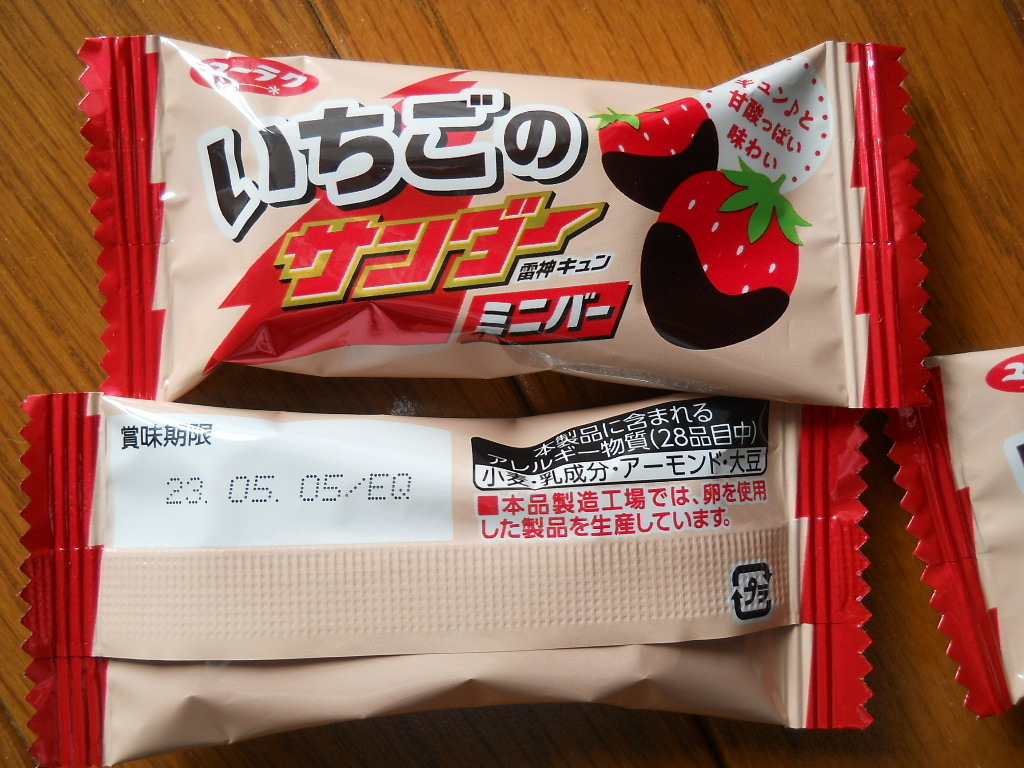 ユーラク
いちごの
サンダー
雷神キュン
ミニバー
キュン♪と
甘酸っぱい
味わい
賞味期限
23. 05. 05/EQ
本製品に含まれる
アレルギー物質(28品目中)
小麦・乳成分・アーモンド・大豆
■本品製造工場では、卵を使用
した製品を生産しています。
プラ